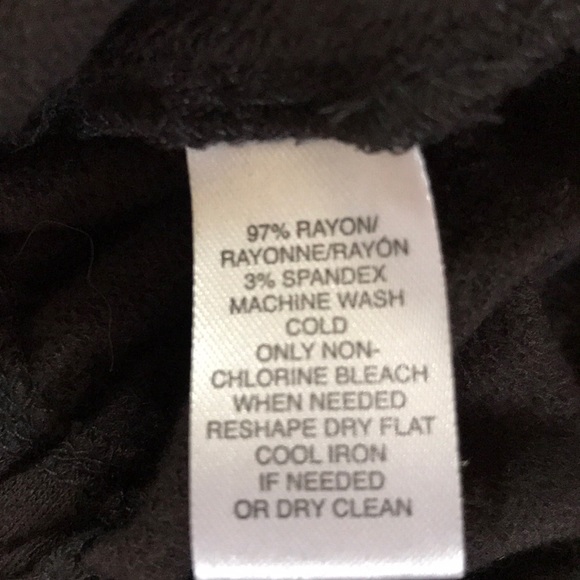 97% RAYON/
RAYONNE/RAYÓN
3% SPANDEX
MACHINE WASH
COLD
ONLY NON-
CHLORINE BLEACH
WHEN NEEDED
RESHAPE DRY FLAT
COOL IRON
IF NEEDED
OR DRY CLEAN